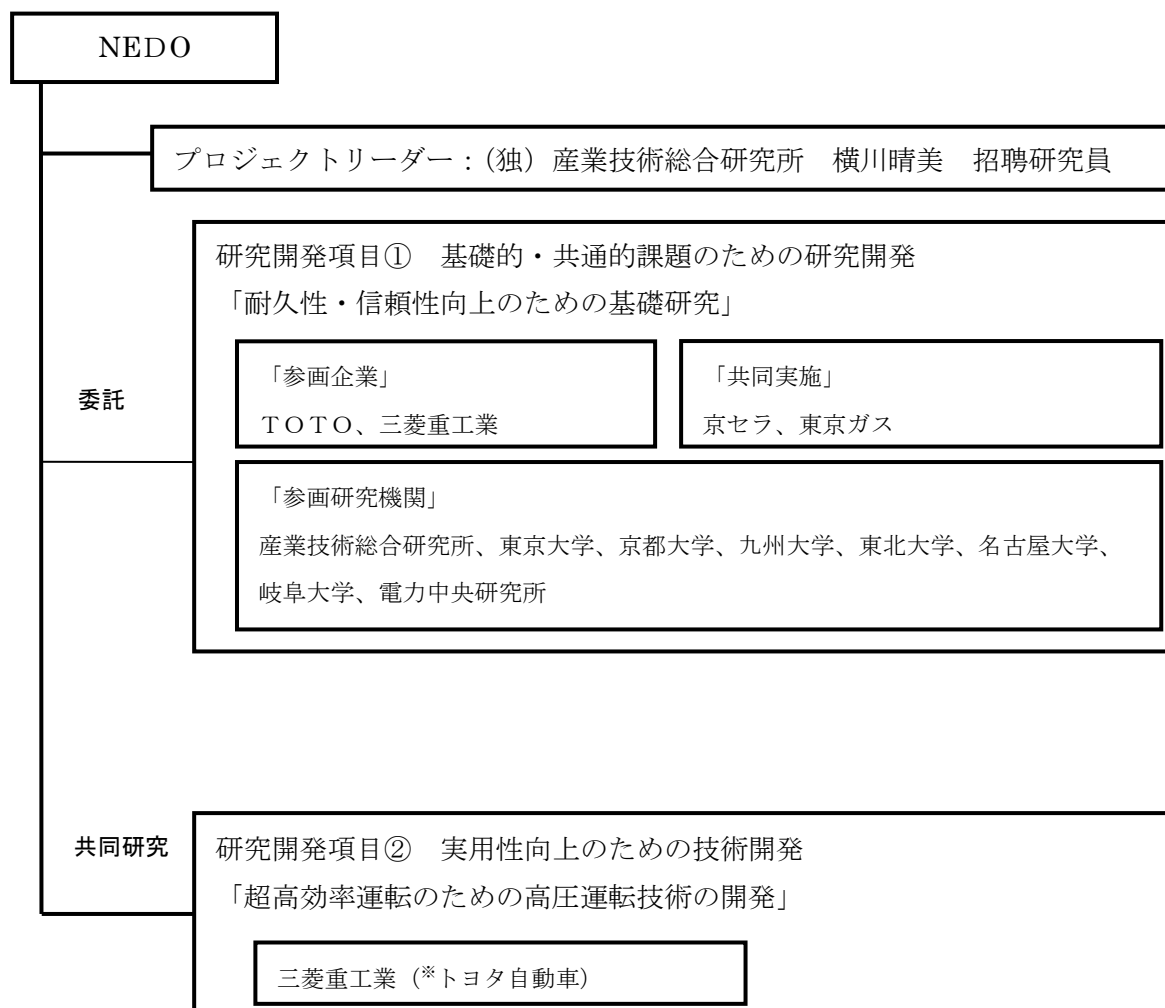 NEDO
プロジェクトリーダー：（独）産業技術総合研究所　横川晴美　招聘研究員
研究開発項目①　基礎的・共通的課題のための研究開発
「耐久性・信頼性向上のための基礎研究」
委託
「参画企業」
ＴＯＴＯ、三菱重工業
「共同実施」
京セラ、東京ガス
「参画研究機関」
産業技術総合研究所、東京大学、京都大学、九州大学、東北大学、名古屋大学、
岐阜大学、電力中央研究所
共同研究
研究開発項目②　実用性向上のための技術開発
「超高効率運転のための高圧運転技術の開発」
三菱重工業（※トヨタ自動車）